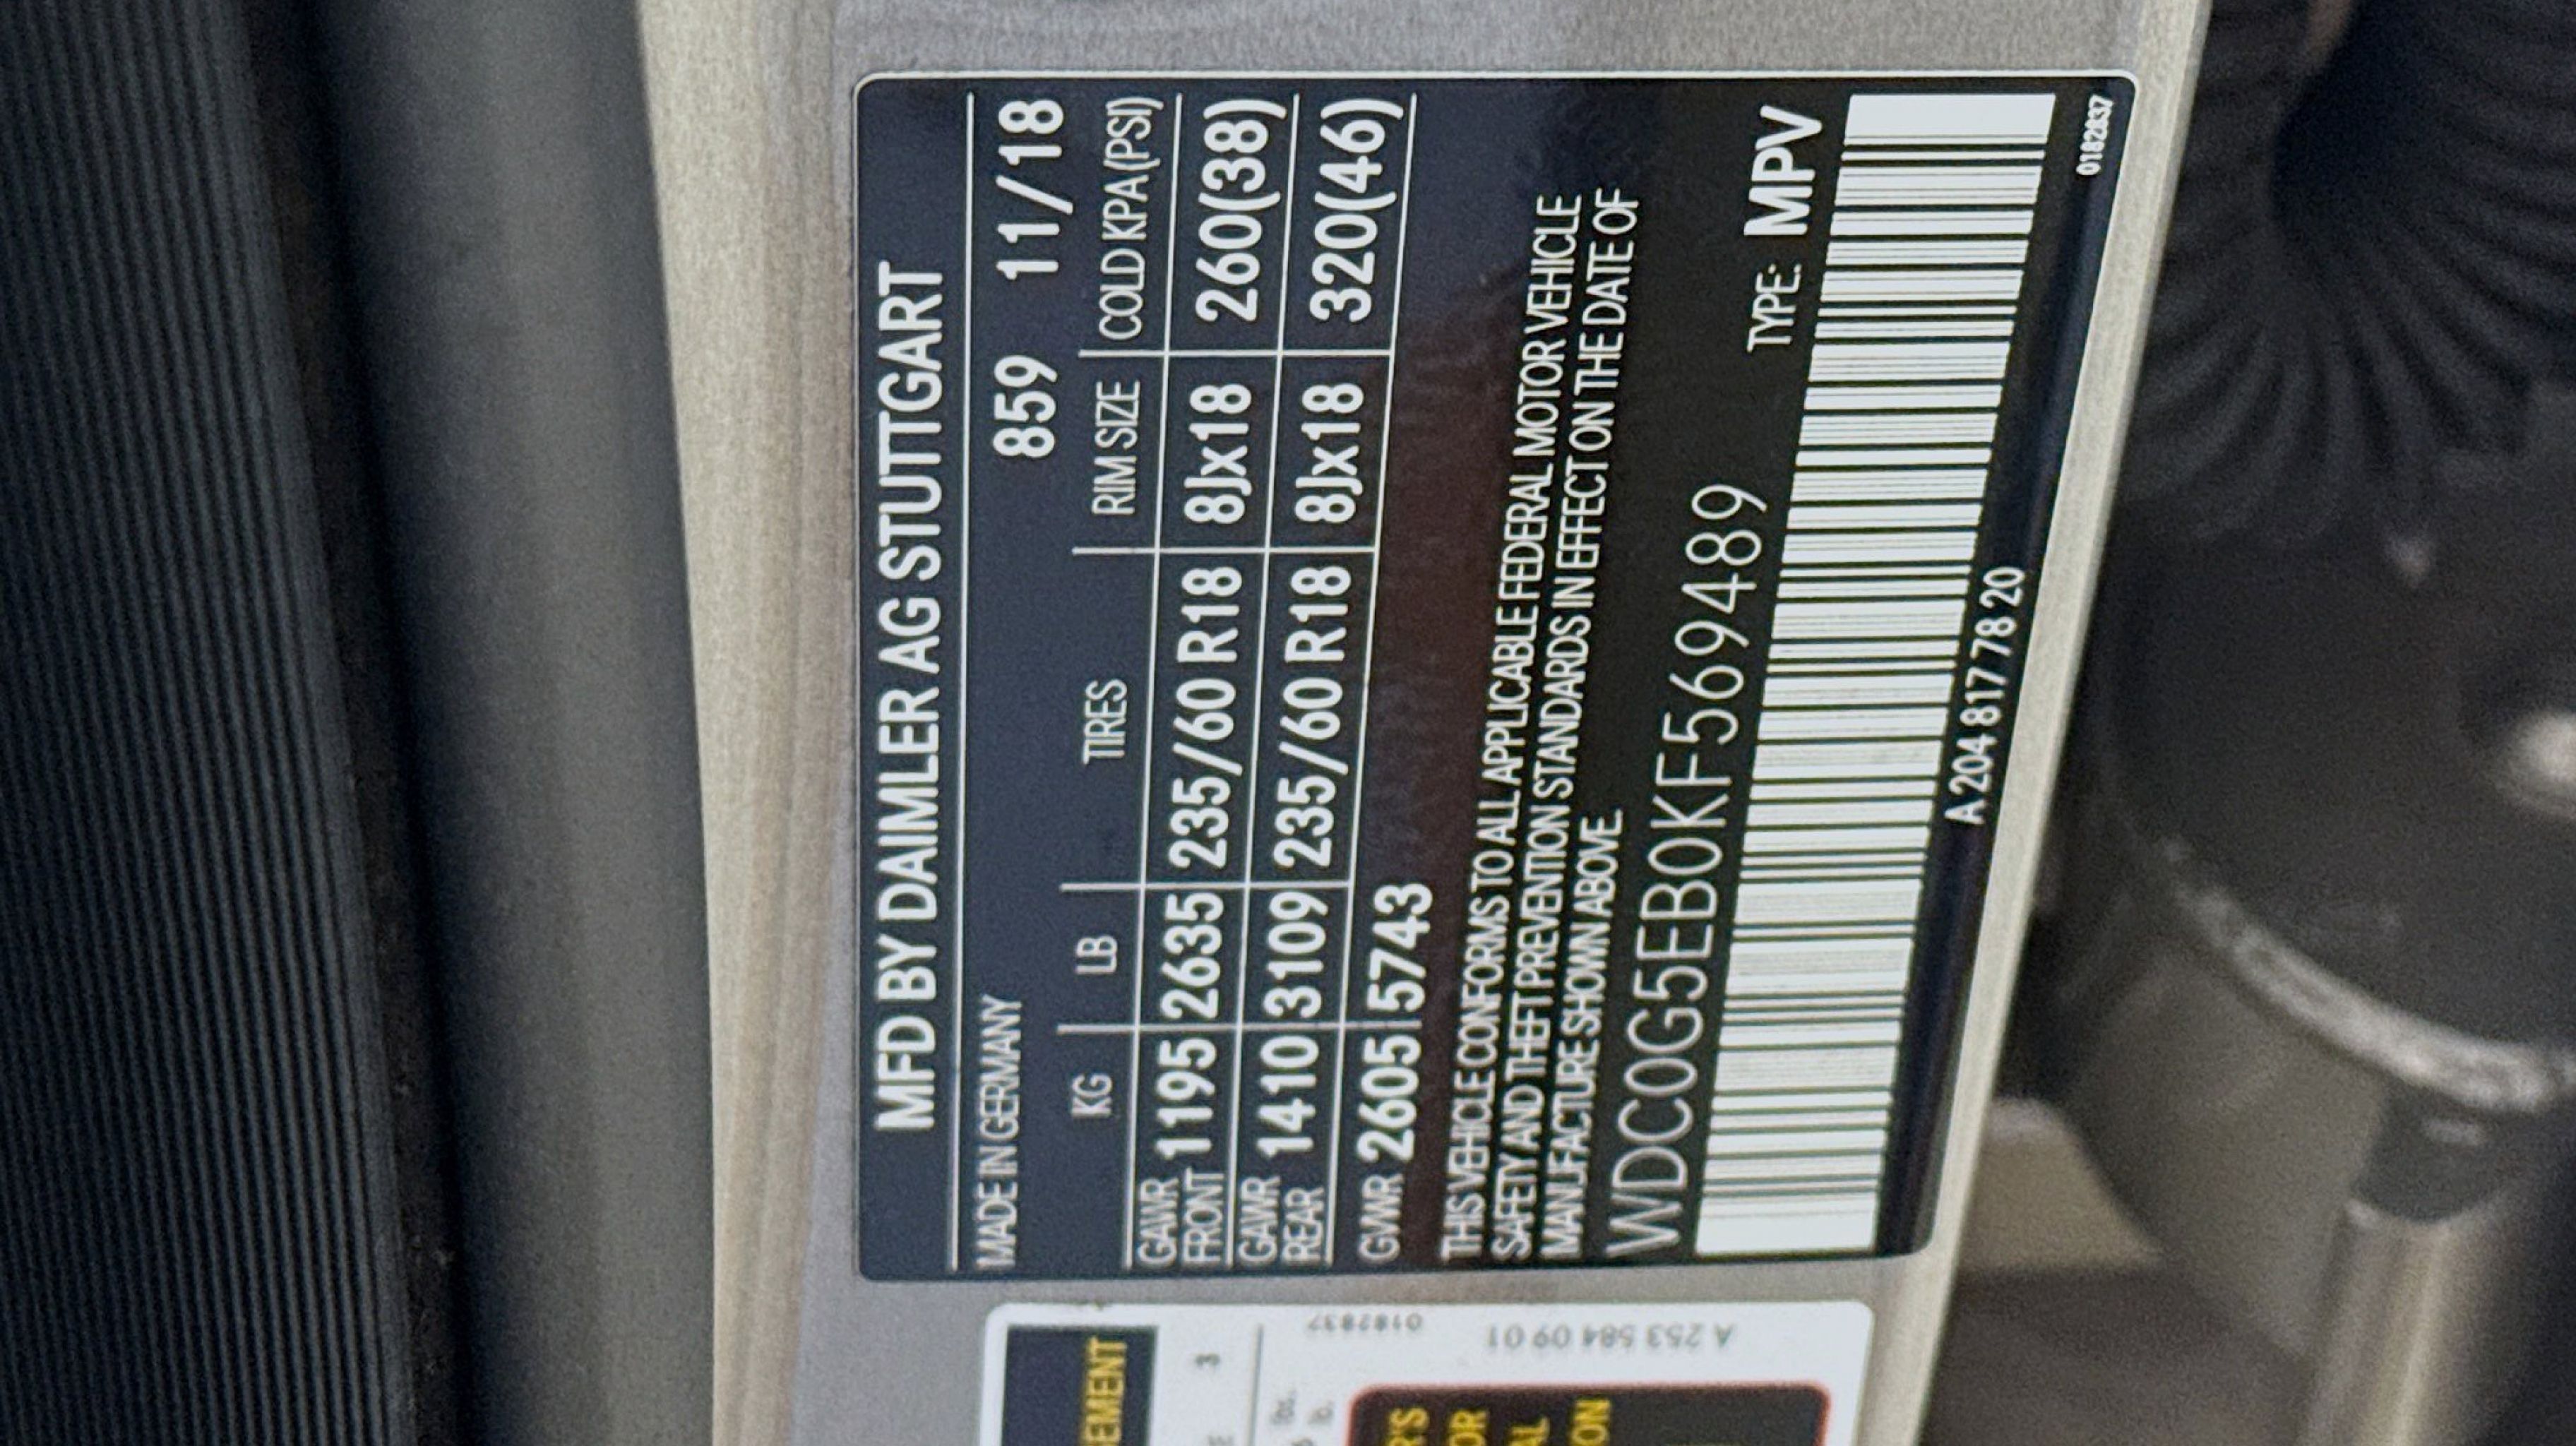 MFD BY DAIMLER AG STUTTGART
MADE IN GERMANY 859 11/18
KG LB TIRES RIM SIZE COLD KPA(PSI)
GAWR FRONT 1195 2635 235/60 R18 8Jx18 260(38)
GAWR REAR 1410 3109 235/60 R18 8Jx18 320(46)
GVWR 2605 5743
THIS VEHICLE CONFORMS TO ALL APPLICABLE FEDERAL MOTOR VEHICLE
SAFETY AND THEFT PREVENTION STANDARDS IN EFFECT ON THE DATE OF
MANUFACTURE SHOWN ABOVE.
WDC0G5EB0KF569489 TYPE: MPV
A 204 817 78 20
0182837
A 253 584 09 01
0182837
3
lbs.
lb.